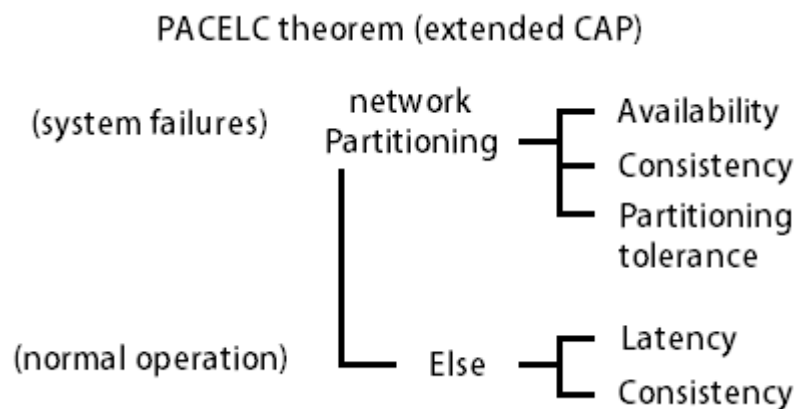 PACELC theorem (extended CAP)
(system failures)
network
Partitioning
Availability
Consistency
Partitioning
tolerance
(normal operation)
Else
Latency
Consistency